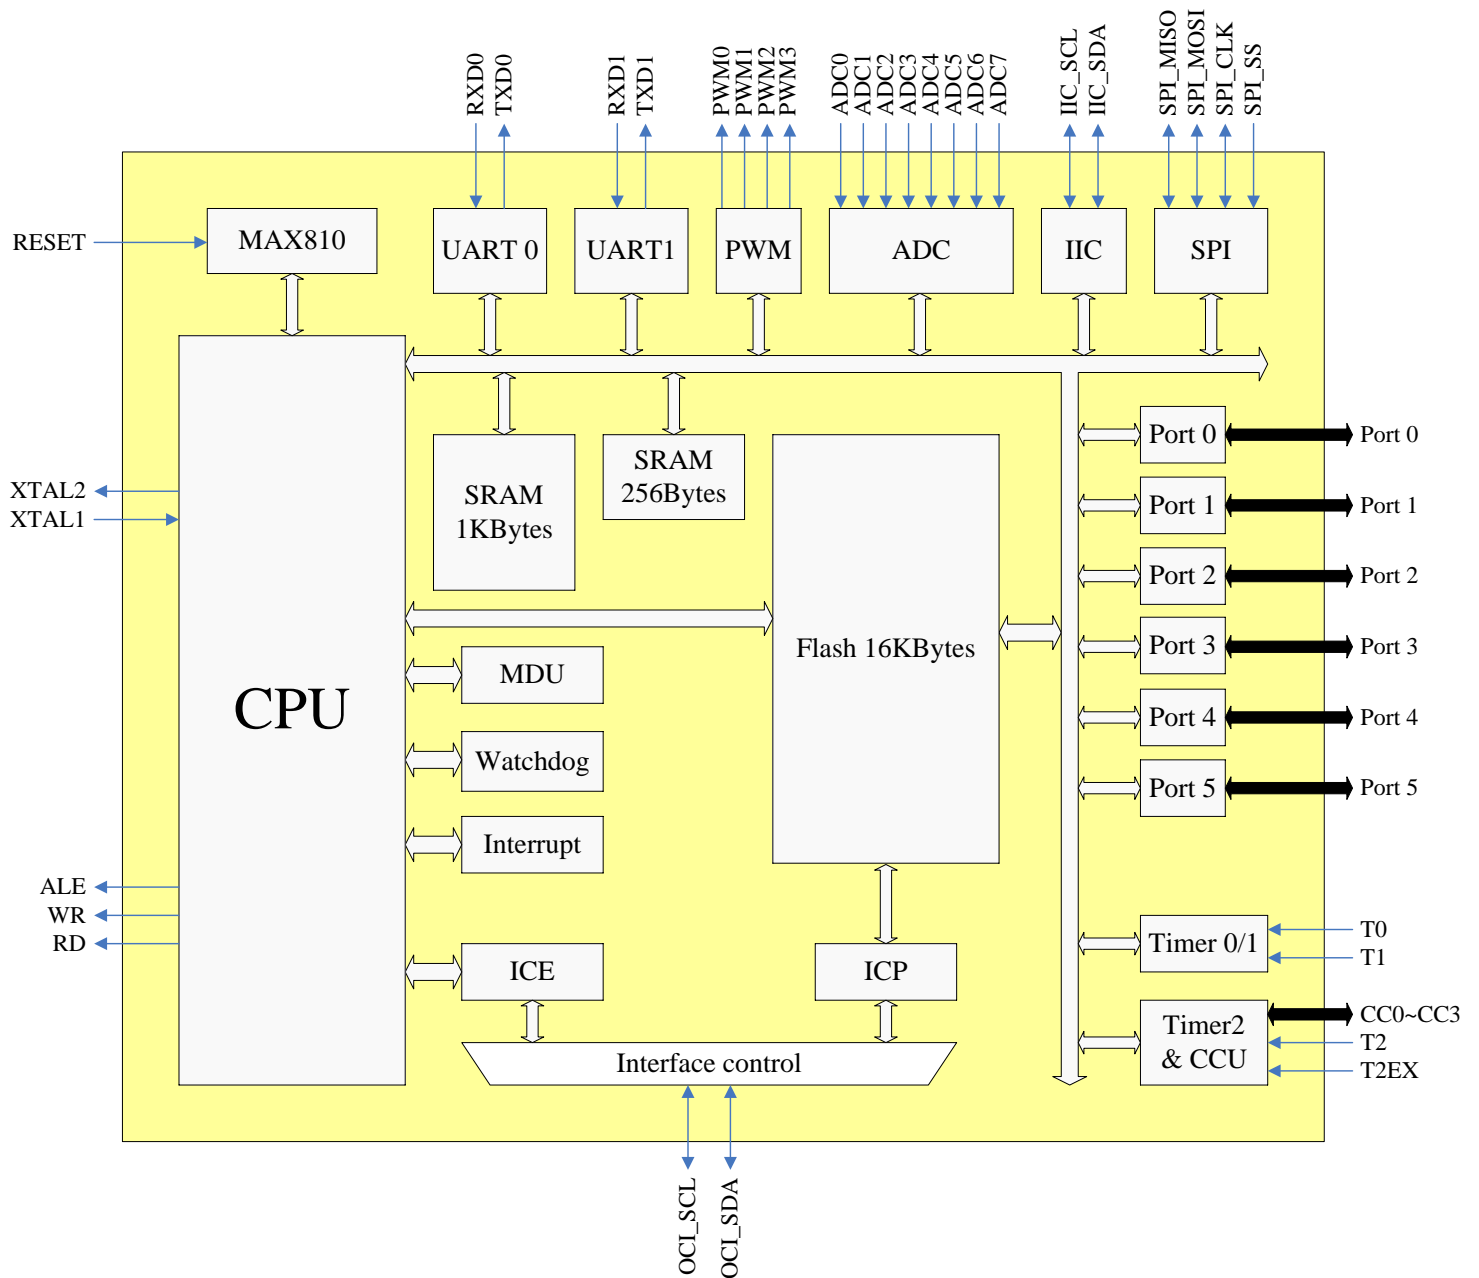 RXD0
TXD0
RXD1
TXD1
PWM0
PWM1
PWM2
PWM3
ADC0
ADC1
ADC2
ADC3
ADC4
ADC5
ADC6
ADC7
IIC_SCL
IIC_SDA
SPI_MISO
SPI_MOSI
SPI_CLK
SPI_SS
RESET
MAX810
UART 0
UART1
PWM
ADC
IIC
SPI
SRAM
1KBytes
SRAM
256Bytes
Port 0
Port 0
Port 1
Port 1
Port 2
Port 2
Port 3
Port 3
Port 4
Port 4
Port 5
Port 5
XTAL2
XTAL1
CPU
Flash 16KBytes
MDU
Watchdog
Interrupt
ALE
WR
RD
ICE
ICP
Timer 0/1
T0
T1
Timer2
& CCU
CC0~CC3
T2
T2EX
Interface control
OCI_SCL
OCI_SDA